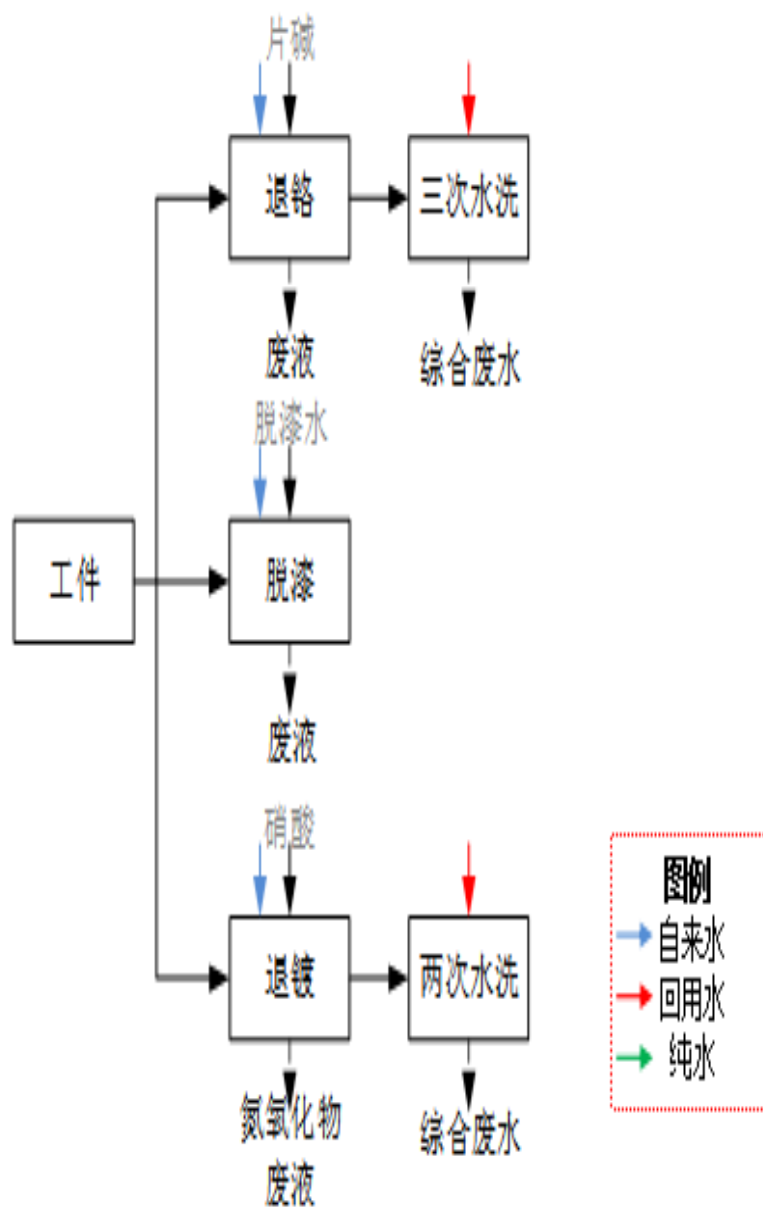 片碱
退铬
三次水洗
废液
综合废水
脱漆水
工件
脱漆
废液
硝酸
退镀
两次水洗
氮氧化物
废液
综合废水
图例
自来水
回用水
纯水